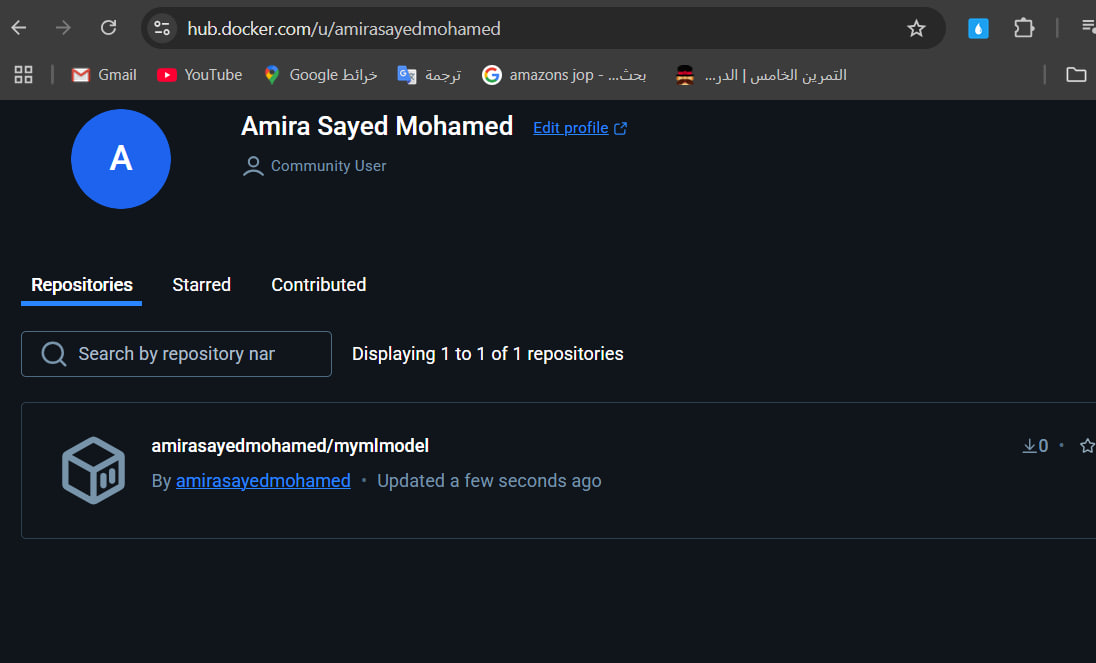 hub.docker.com/u/amirasayedmohamed
Gmail
YouTube
خرائط Google
ترجمة
amazons jop - بحث...
التمرين الخامس | الدر...
A
Amira Sayed Mohamed
Edit profile
Community User
Repositories
Starred
Contributed
Search by repository nar
Displaying 1 to 1 of 1 repositories
amirasayedmohamed/mymlmodel
0
By amirasayedmohamed • Updated a few seconds ago